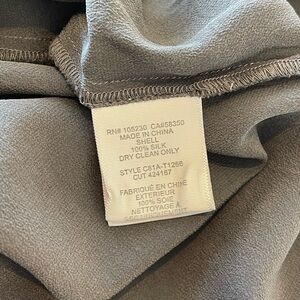 RN# 105230 CA#58350
MADE IN CHINA
SHELL
100% SILK
DRY CLEAN ONLY
STYLE C81A-T1266
CUT 424167
FABRIQUÉ EN CHINE
EXTERIEUR
100% SOIE
NETTOYAGE A